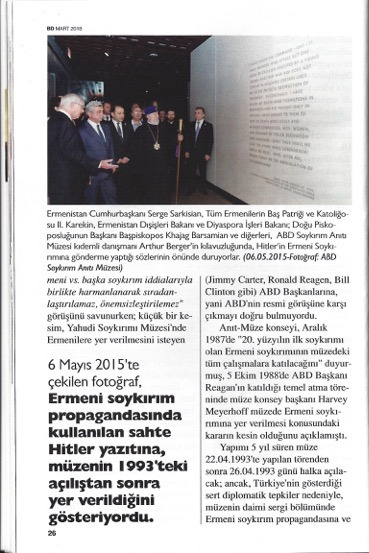 BD MART 2018
Ermenistan Cumhurbaşkanı Serge Sarkisian, Tüm Ermenilerin Baş Patriği ve Katoliğo-
su II. Karekin, Ermenistan Dışişleri Bakanı ve Diyaspora İşleri Bakanı; Doğu Pisko-
posluğunun Başkanı Başpiskopos Khajag Barsamian ve diğerleri, ABD Soykırım Anıtı
Müzesi kıdemli danışmanı Arthur Berger'in kılavuzluğunda, Hitler'in Ermeni Soykı-
rımına gönderme yaptığı sözlerinin önünde duruyorlar. (06.05.2015-Fotoğraf: ABD
Soykırım Anıtı Müzesi)
meni vs. başka soykırım iddialarıyla
birlikte harmanlanarak sıradan-
laştırılamaz, önemsizleştirilemez"
görüşünü savunurken; küçük bir ke-
sim, Yahudi Soykırımı Müzesi'nde
Ermenilere yer verilmesini isteyen
6 Mayıs 2015'te
çekilen fotoğraf,
Ermeni soykırım
propagandasında
kullanılan sahte
Hitler yazıtına,
müzenin 1993'teki
açılıştan sonra
yer verildiğini
gösteriyordu.
26
(Jimmy Carter, Ronald Reagen, Bill
Clinton gibi) ABD Başkanlarına,
yani ABD'nin resmi görüşüne karşı
çıkmayı doğru bulmuyordu.
Anıt-Müze konseyi, Aralık
1987'de "20. yüzyılın ilk soykırımı
olan Ermeni soykırımının müzedeki
tüm çalışmalara katılacağını" duyur-
muş, 5 Ekim 1988'de ABD Başkanı
Reagan'ın katıldığı temel atma töre-
ninde müze konsey başkanı Harvey
Meyerhoff müzede Ermeni soykı-
rımına yer verilmesi konusundaki
kararın kesin olduğunu açıklamıştı.
Yapımı 5 yıl süren müze
22.04.1993'te yapılan törenden
sonra 26.04.1993 günü halka açıla-
cak; ancak, Türkiye'nin gösterdiği
sert diplomatik tepkiler nedeniyle,
müzenin daimi sergi bölümünde
Ermeni soykırım propagandasına ve